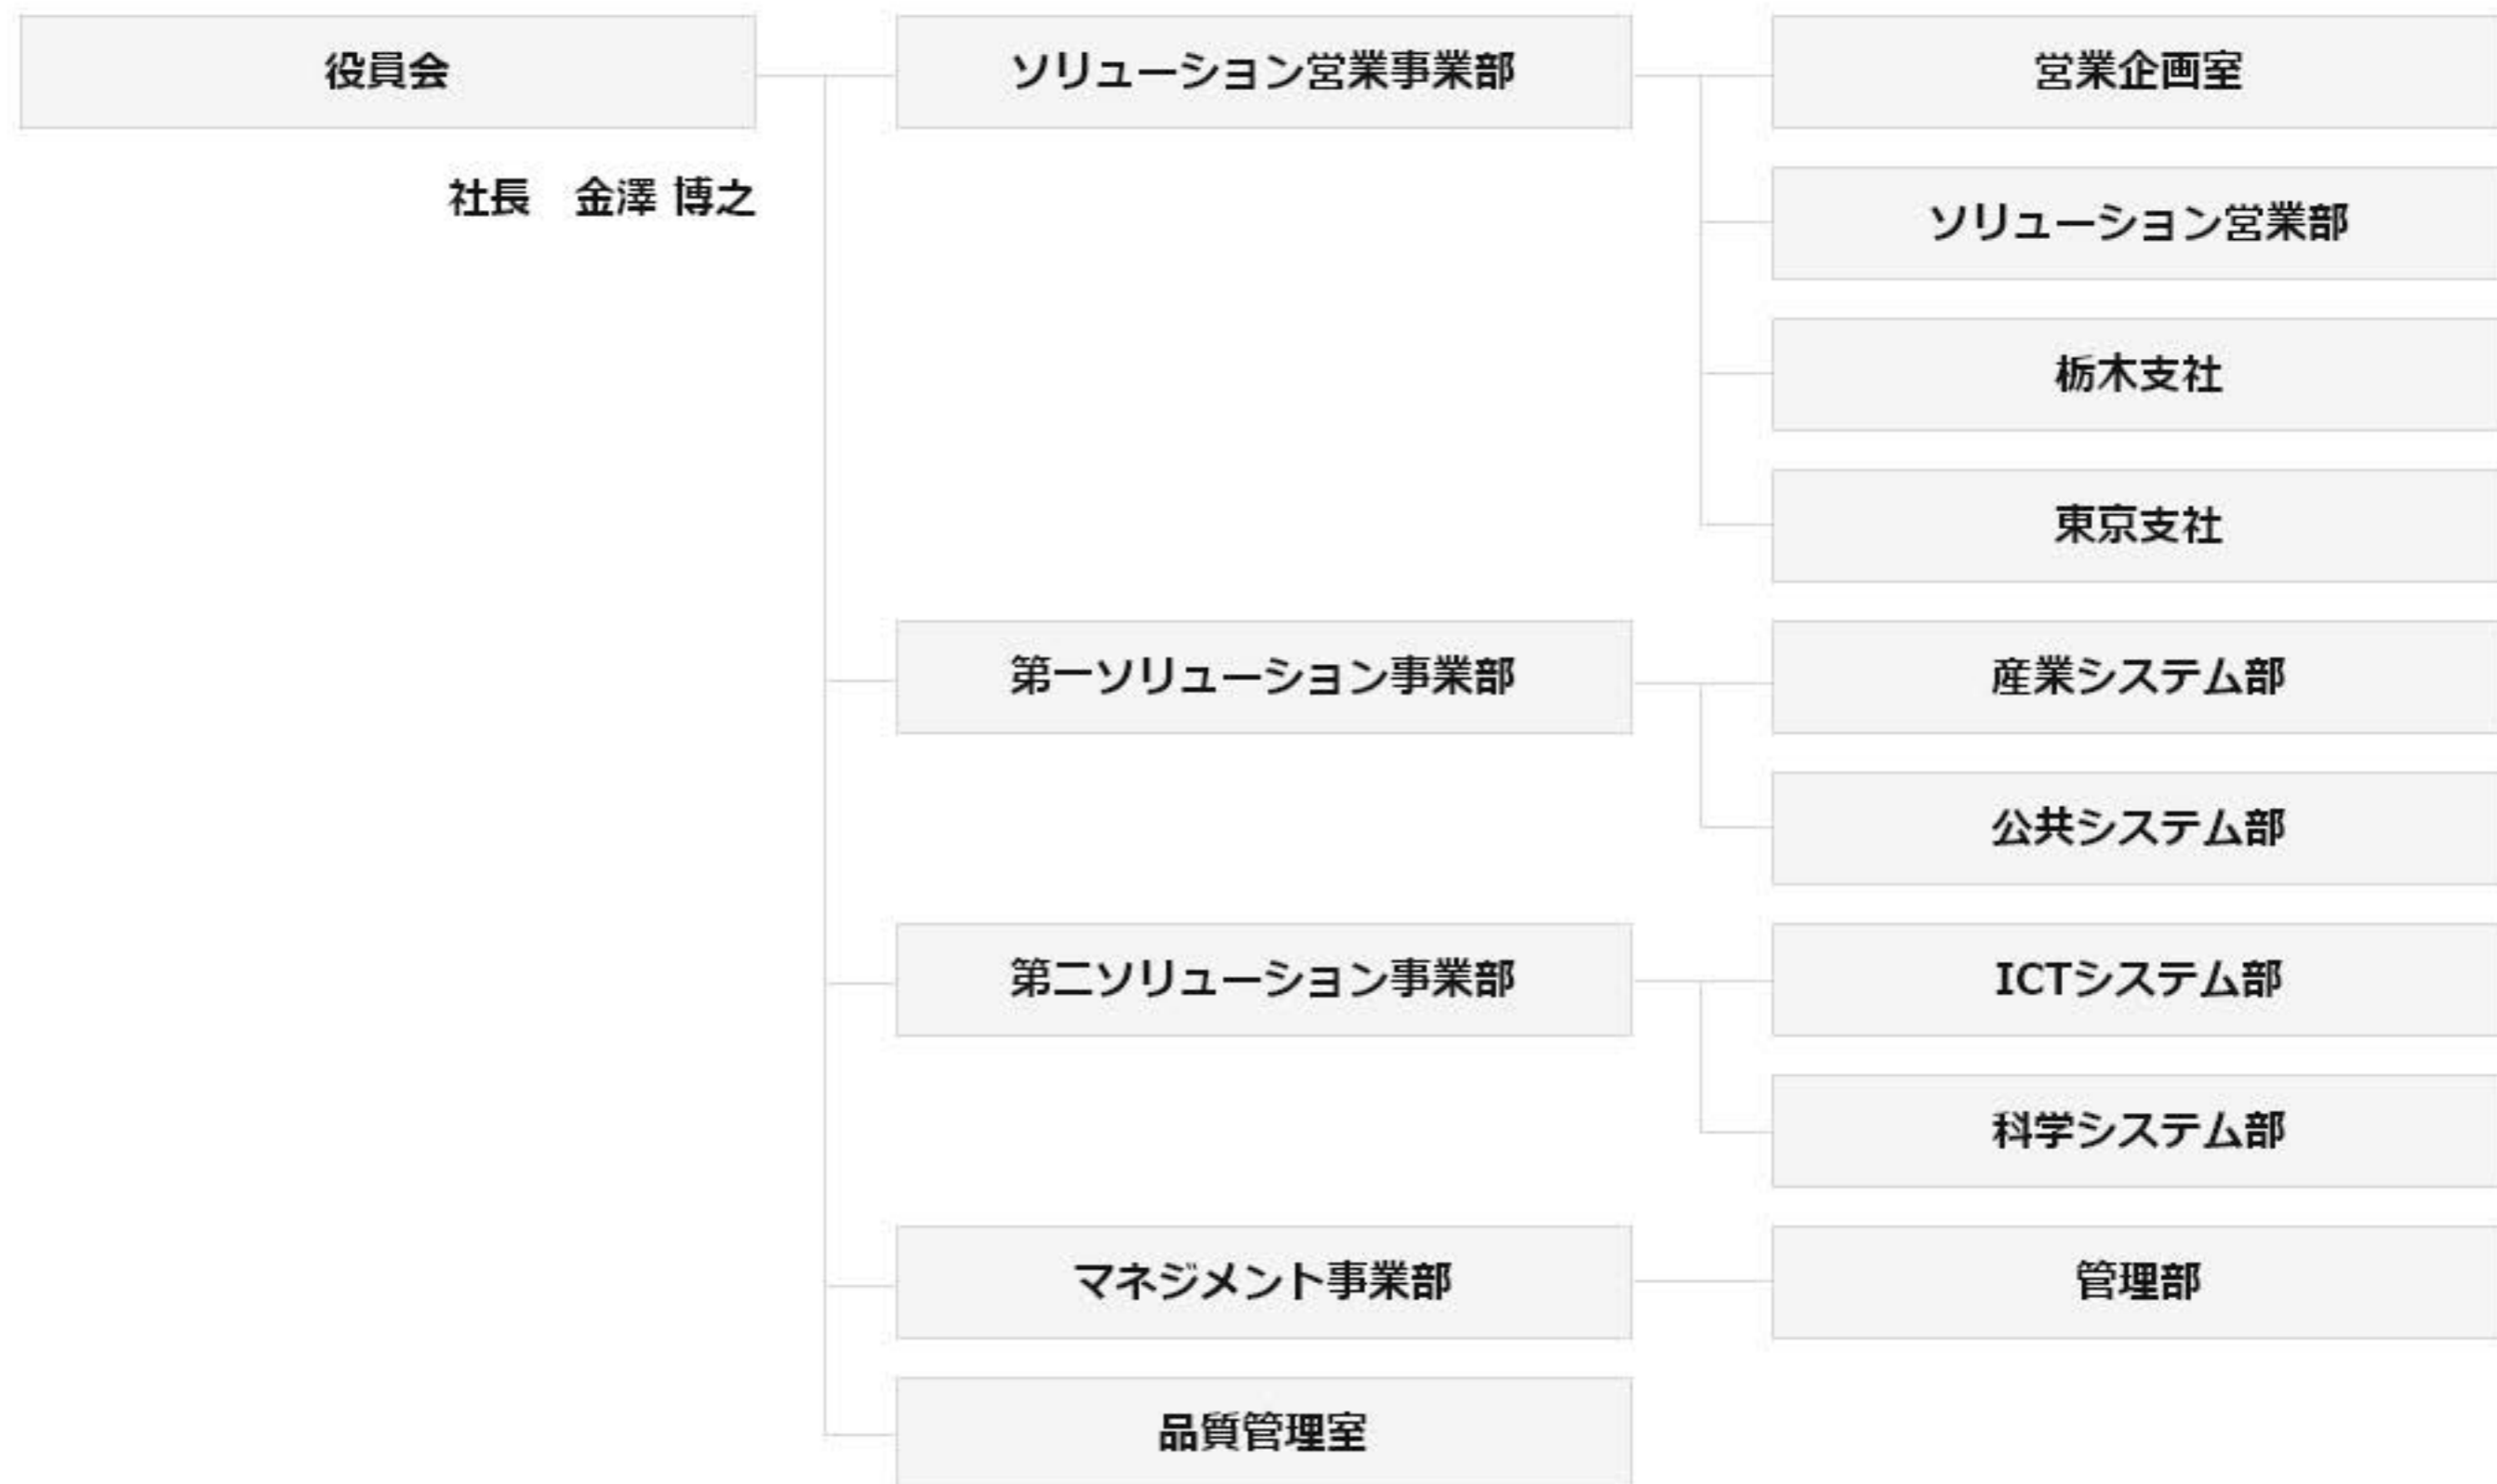 役員会
社長　金澤 博之
ソリューション営業事業部
営業企画室
ソリューション営業部
栃木支社
東京支社
第一ソリューション事業部
産業システム部
公共システム部
第二ソリューション事業部
ICTシステム部
科学システム部
マネジメント事業部
管理部
品質管理室